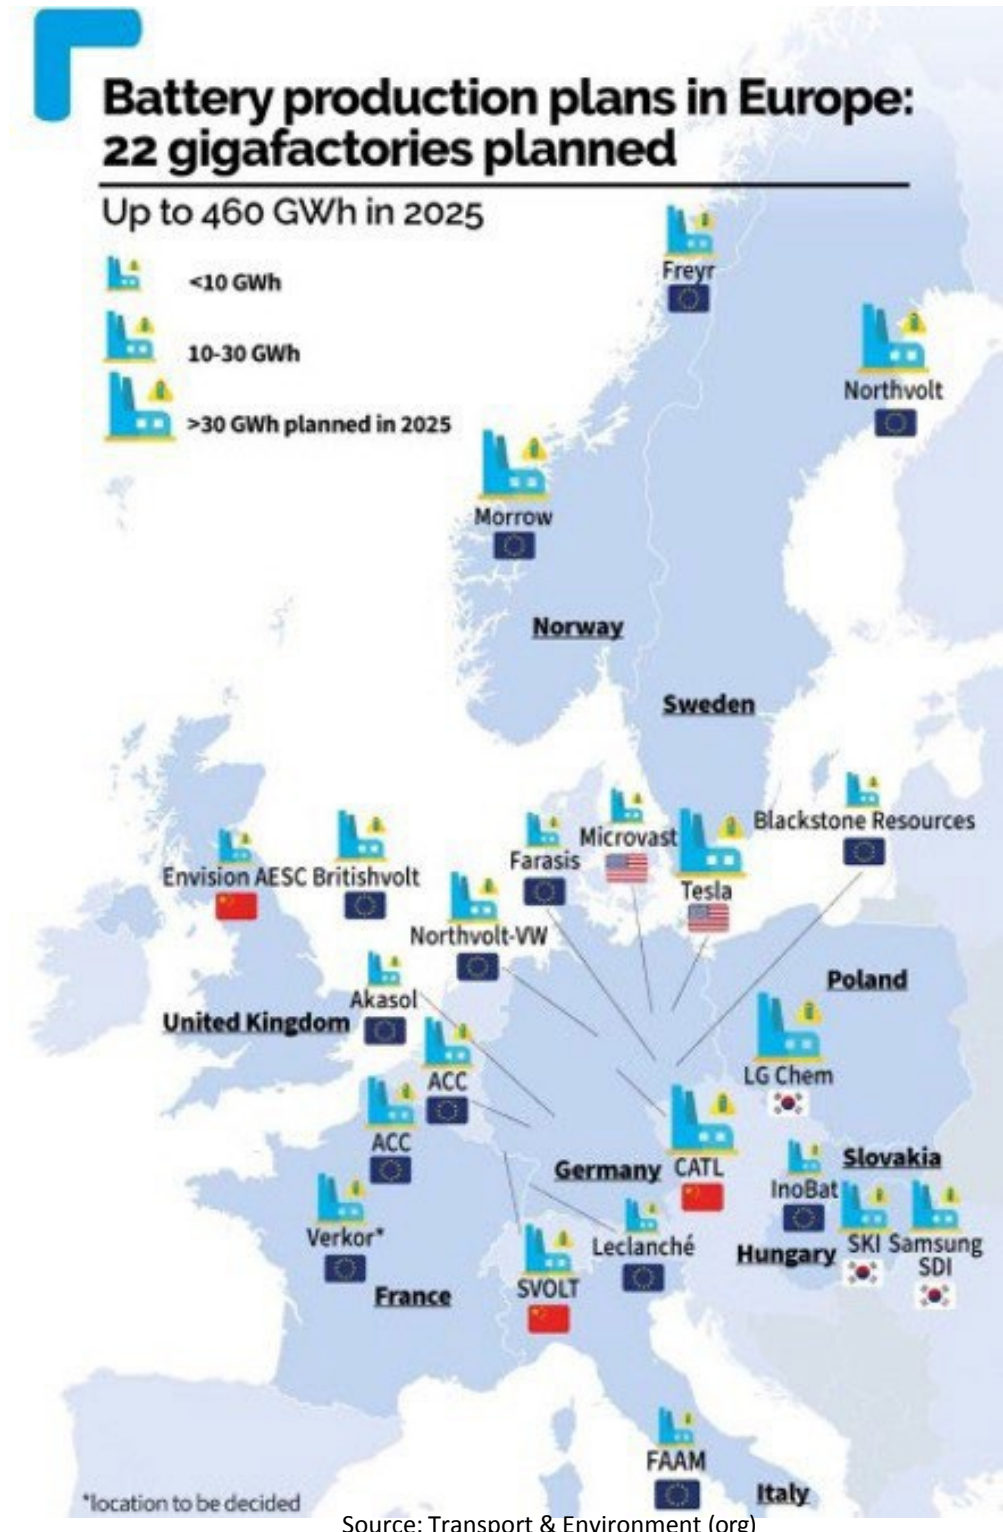 Battery production plans in Europe:
22 gigafactories planned
Up to 460 GWh in 2025
<10 GWh
10-30 GWh
>30 GWh planned in 2025
Freyr
Northvolt
Morrow
Norway
Sweden
Blackstone Resources
Microvast
Farasis
Tesla
Envision AESC
Britishvolt
Northvolt-VW
Akasol
United Kingdom
Poland
ACC
LG Chem
ACC
Germany
CATL
Slovakia
InoBat
Verkor*
Leclanché
Hungary
SKI
Samsung
SDI
SVOLT
France
FAAM
Italy
*location to be decided
Source: Transport & Environment (org)